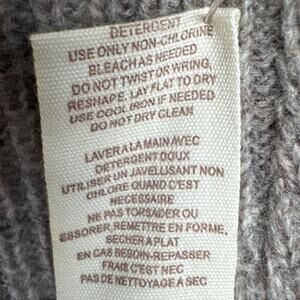 DETERGENT
USE ONLY NON-CHLORINE
BLEACH AS NEEDED
DO NOT TWIST OR WRING,
RESHAPE. LAY FLAT TO DRY
USE COOL IRON IF NEEDED
DO NOT DRY CLEAN
LAVER A LA MAIN AVEC
DETERGENT DOUX
UTILISER UN JAVELLISANT NON
CHLORE QUAND C'EST
NECESSAIRE
NE PAS TORSADER OU
ESSORER, REMETTRE EN FORME.
SECHER A PLAT
EN CAS BESOIN-REPASSER
FRAIS C'EST NEC
PAS DE NETTOYAGE A SEC